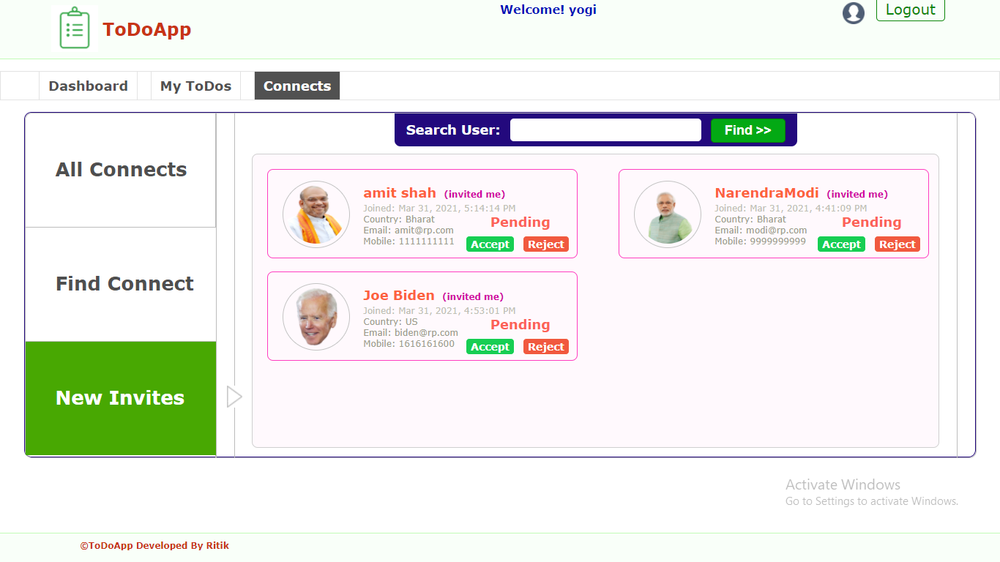 Welcome! yogi
Logout
ToDoApp
Dashboard
My ToDos
Connects
Search User:
Find >>
All Connects
Find Connect
New Invites
amit shah (invited me)
Joined: Mar 31, 2021, 5:14:14 PM
Country: Bharat
Pending
Email: amit@rp.com
Mobile: 1111111111
Accept
Reject
NarendraModi (invited me)
Joined: Mar 31, 2021, 4:41:09 PM
Country: Bharat
Pending
Email: modi@rp.com
Mobile: 9999999999
Accept
Reject
Joe Biden (invited me)
Joined: Mar 31, 2021, 4:53:01 PM
Country: US
Pending
Email: biden@rp.com
Mobile: 1616161600
Accept
Reject
Activate Windows
Go to Settings to activate Windows.
©ToDoApp Developed By Ritik